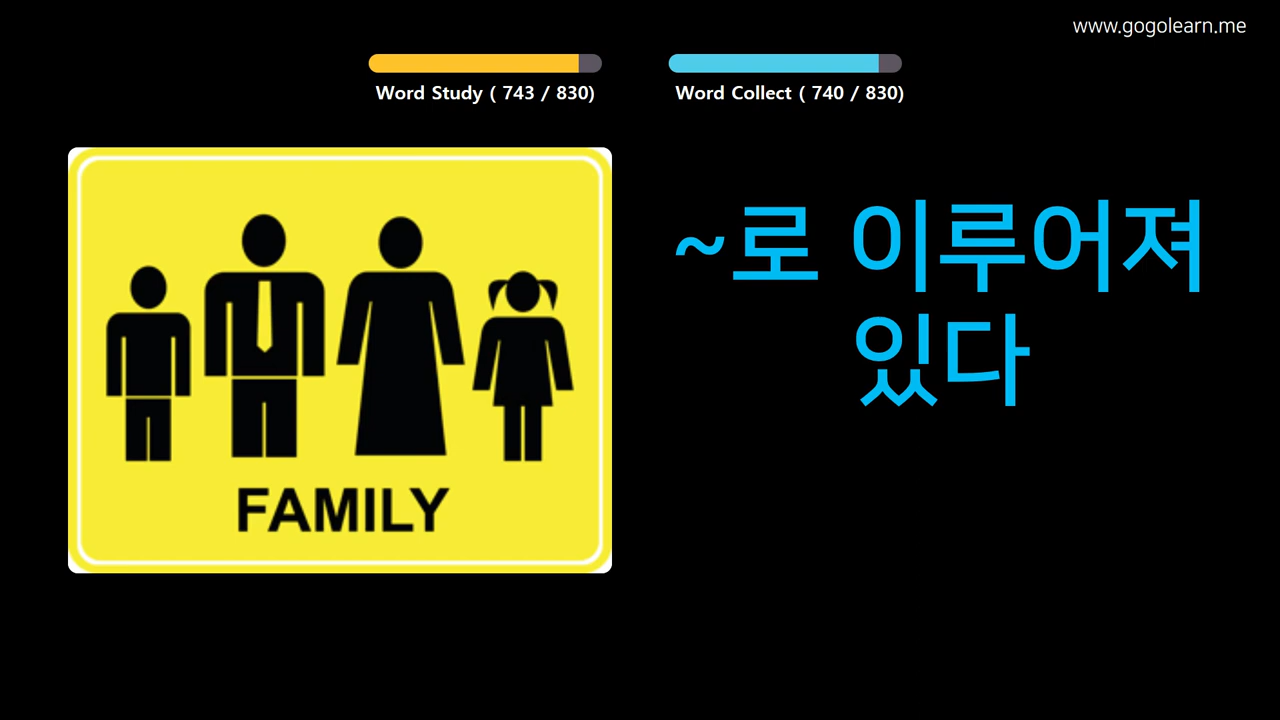 www.gogolearn.me
Word Study ( 743 / 830)
Word Collect ( 740 / 830)
~로 이루어져
있다
FAMILY